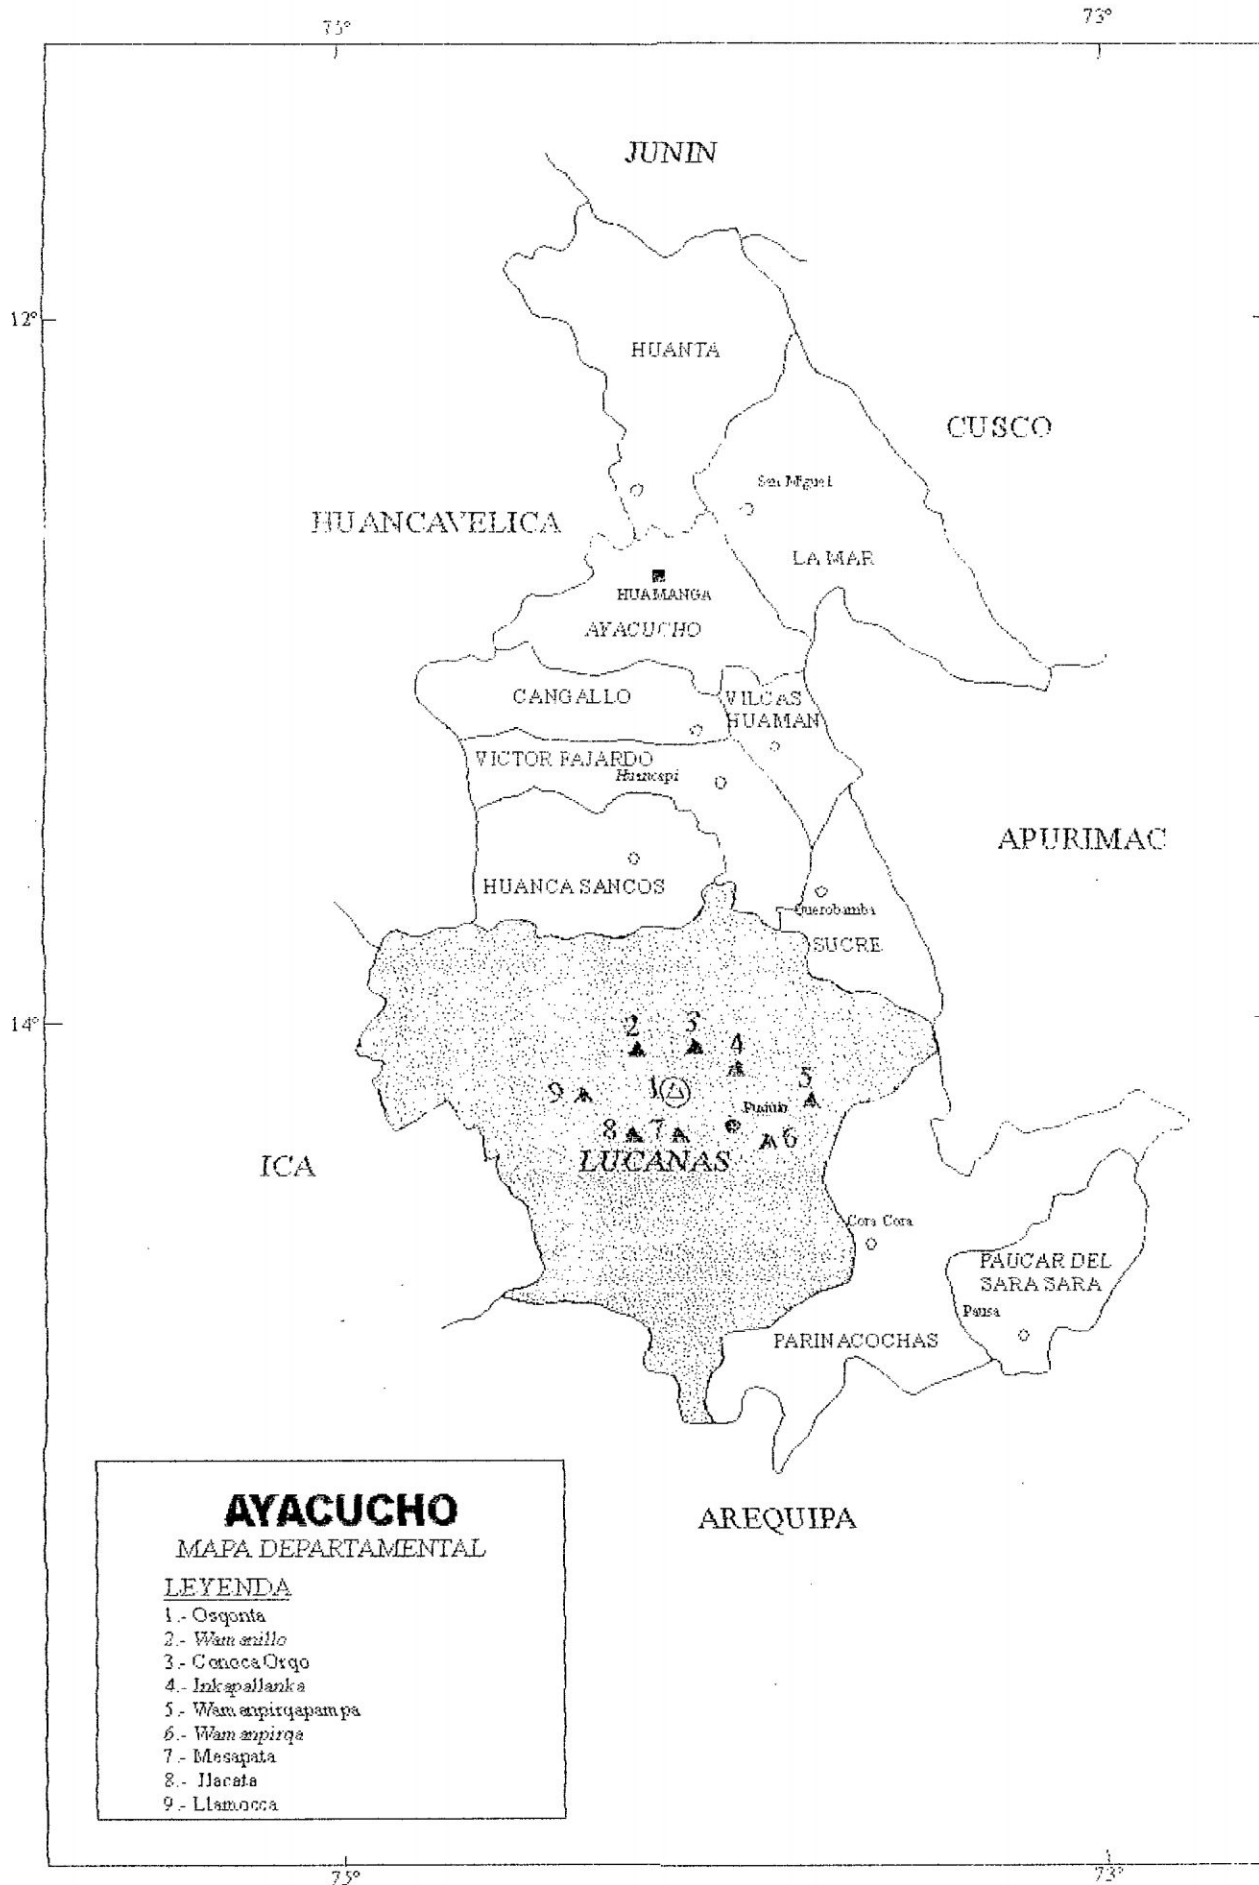 75°
73°
JUNIN
12°
HUANTA
CUSCO
San Miguel
HUANCAVELICA
LA MAR
HUAMANGA
AYACUCHO
CANGALLO
VILCAS
HUAMAN
VICTOR FAJARDO
Huancapi
APURIMAC
HUANCA SANCOS
Querobamba
SUCRE
14°
2
3
4
5
9
1
Puquio
8
7
6
LUCANAS
ICA
Cora Cora
PAUCAR DEL
SARA SARA
Pausa
PARINACOCHAS
AREQUIPA
AYACUCHO
MAPA DEPARTAMENTAL
LEYENDA
1.- Osqonta
2.- Wamanillo
3.- Coneca Orqo
4.- Inkapallanka
5.- Wamanpirqapampa
6.- Wamanpirqa
7.- Mesapata
8.- Ilacata
9.- Llamocca
75°
73°